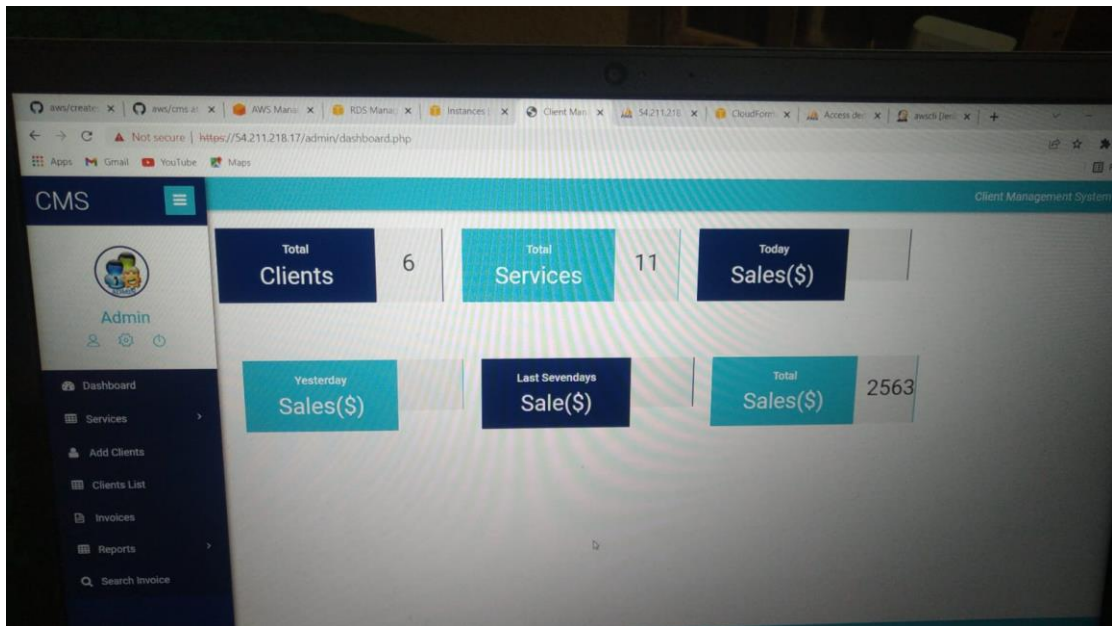 aws/create
aws/cms at
AWS Mana
RDS Mana
Instances |
Client Man
54.211.218
CloudForm
Access de
Not secure | https://54.211.218.17/admin/dashboard.php
Apps
Gmail
YouTube
Maps
CMS
Client Management System
Total
Clients
6
Total
Services
11
Today
Sales($)
Admin
Yesterday
Sales($)
Last Sevendays
Sale($)
Total
Sales($)
2563
Dashboard
Services
Add Clients
Clients List
Invoices
Reports
Search Invoice